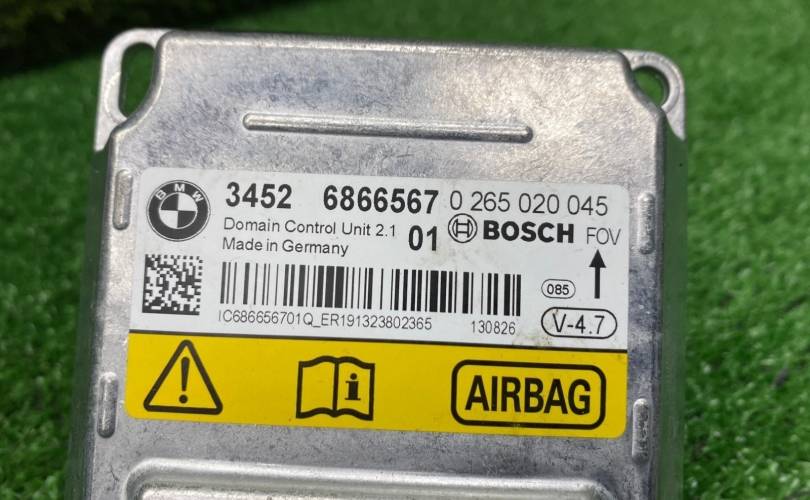 BMW
3452 6866567 0 265 020 045
Domain Control Unit 2.1 01 BOSCH FOV
Made in Germany
085
IC686656701Q_ER191323802365 130826 V-4.7
AIRBAG